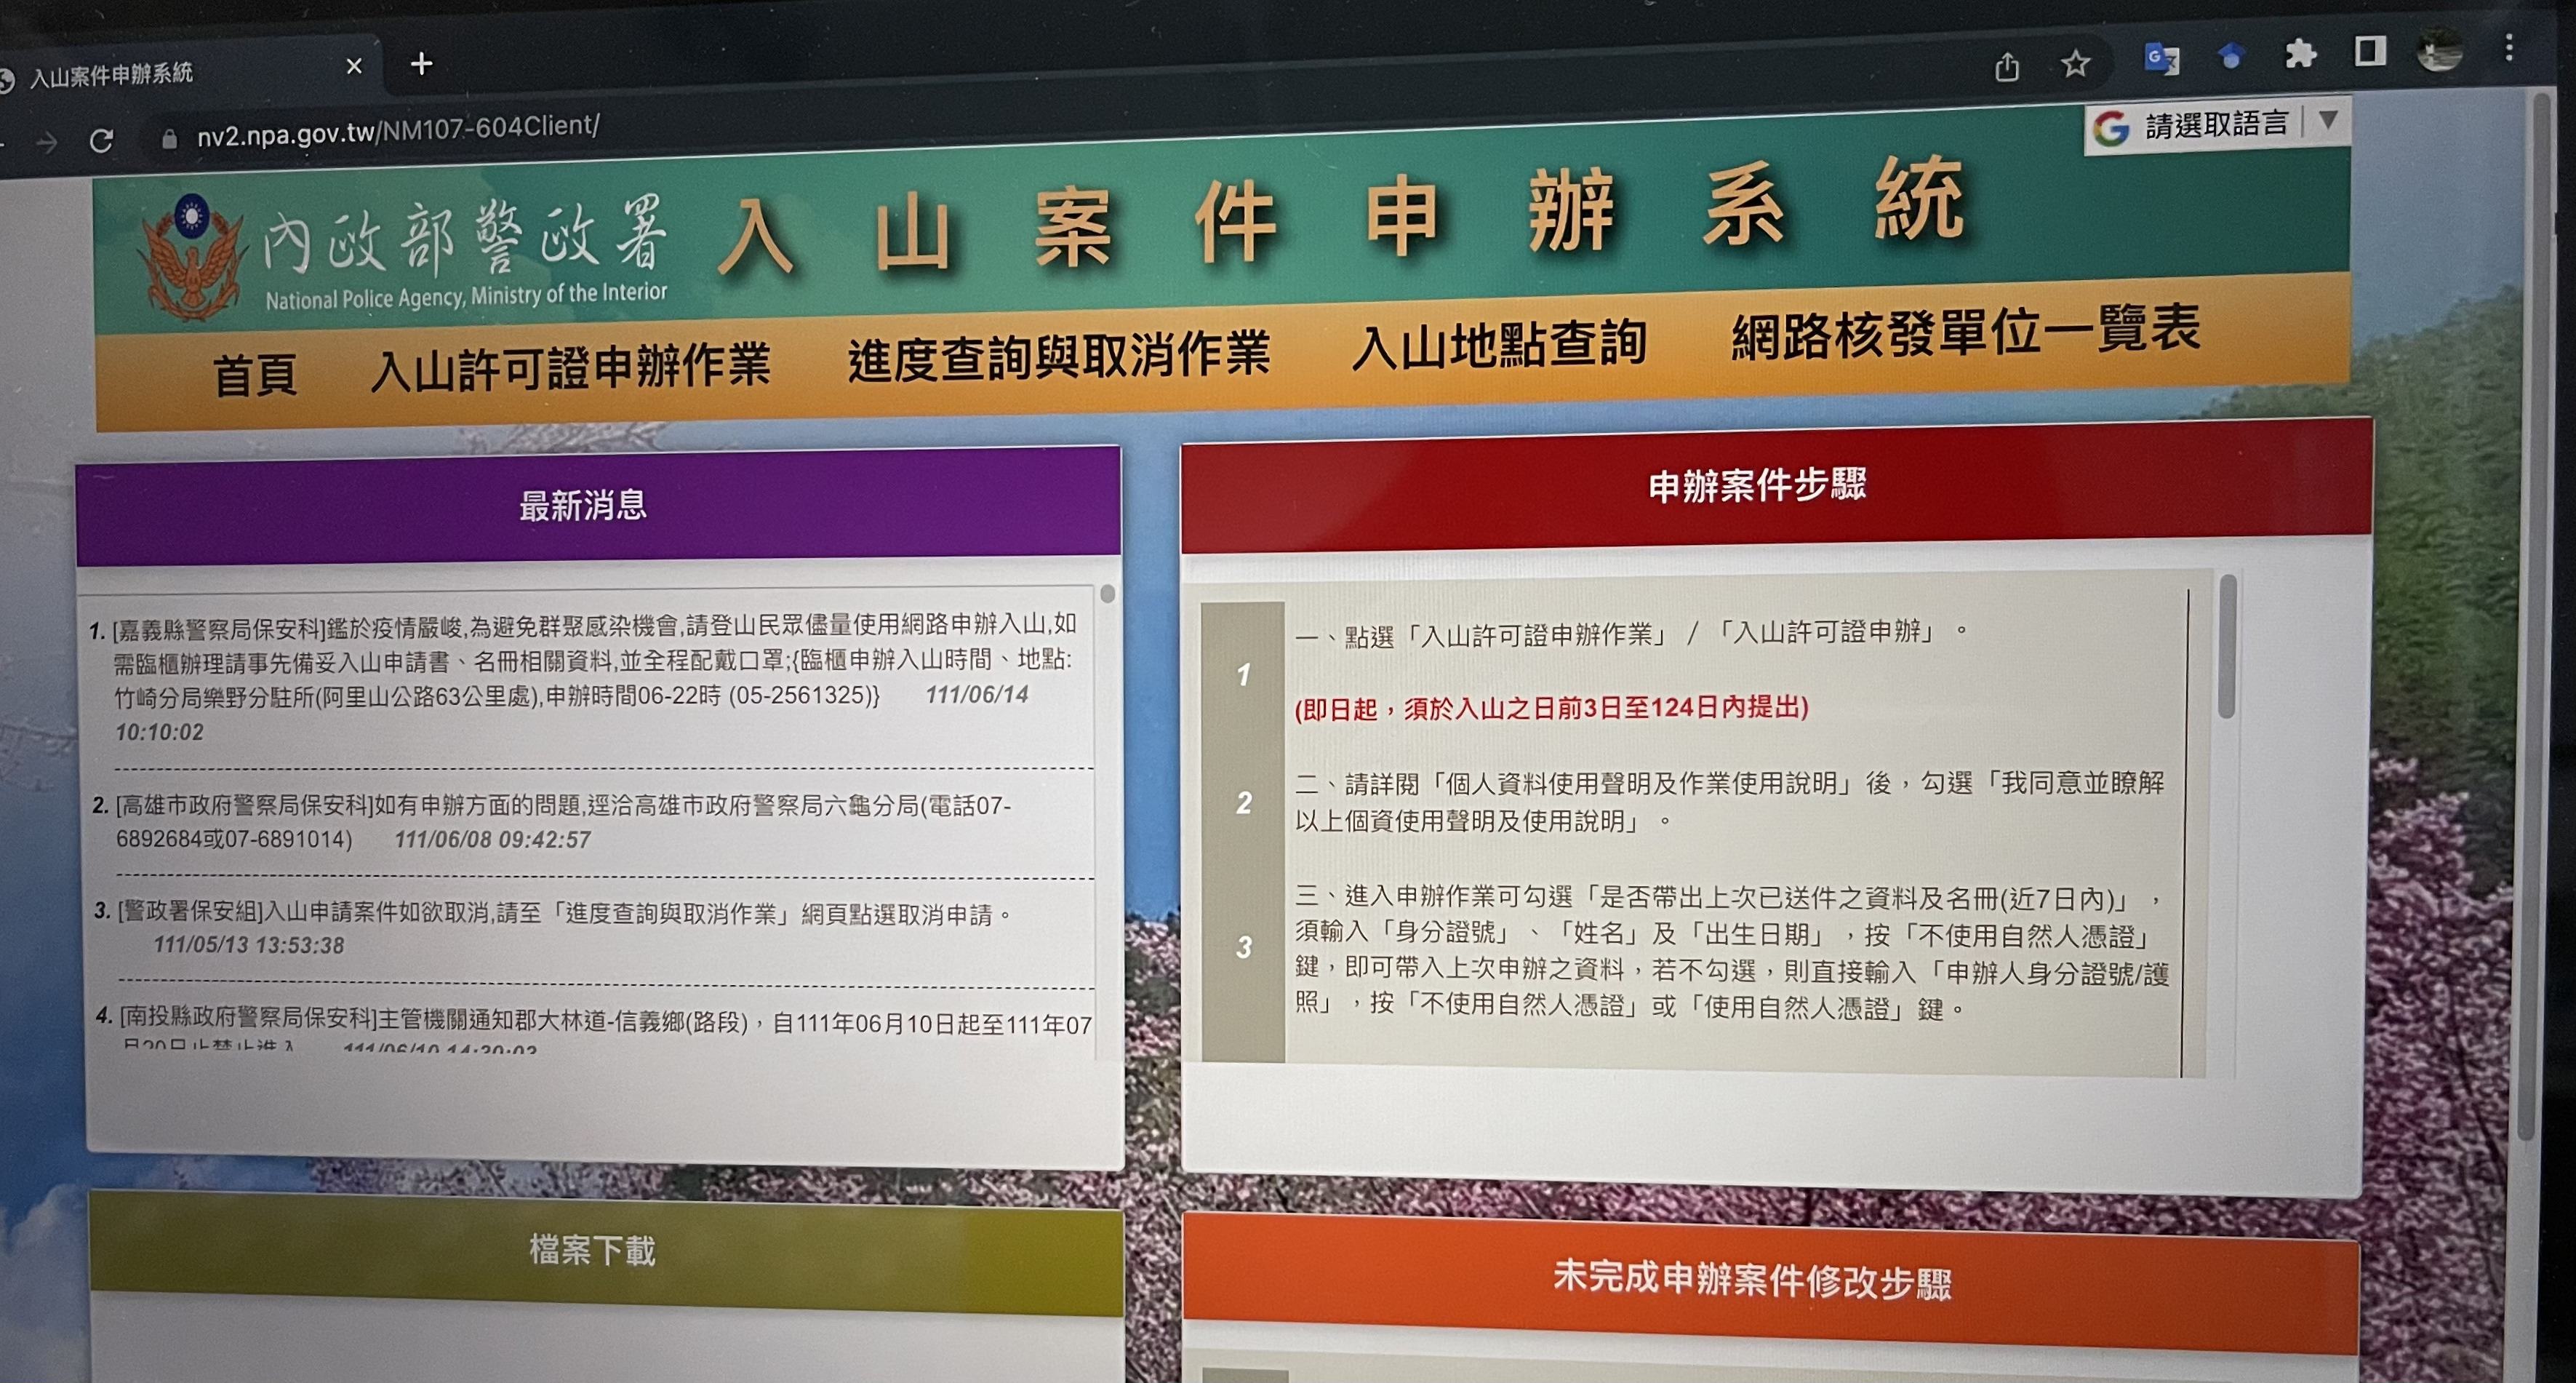 入山案件申辦系統
nv2.npa.gov.tw/NM107-604Client/
請選取語言
內政部警政署
National Police Agency, Ministry of the Interior
入山案件申辦系統
首頁 入山許可證申辦作業 進度查詢與取消作業 入山地點查詢 網路核發單位一覽表
最新消息
1. [嘉義縣警察局保安科]鑑於疫情嚴峻,為避免群聚感染機會,請登山民眾儘量使用網路申辦入山,如
需臨櫃辦理請事先備妥入山申請書、名冊相關資料,並全程配戴口罩;{臨櫃申辦入山時間、地點:
竹崎分局樂野分駐所(阿里山公路63公里處),申辦時間06-22時 (05-2561325)} 111/06/14
10:10:02
2. [高雄市政府警察局保安科]如有申辦方面的問題,逕洽高雄市政府警察局六龜分局(電話07-
6892684或07-6891014) 111/06/08 09:42:57
3. [警政署保安組]入山申請案件如欲取消,請至「進度查詢與取消作業」網頁點選取消申請。
111/05/13 13:53:38
4. [南投縣政府警察局保安科]主管機關通知郡大林道-信義鄉(路段)，自111年06月10日起至111年07
申辦案件步驟
1
一、點選「入山許可證申辦作業」 / 「入山許可證申辦」。
(即日起，須於入山之日前3日至124日內提出)
2
二、請詳閱「個人資料使用聲明及作業使用說明」後，勾選「我同意並瞭解
以上個資使用聲明及使用說明」。
3
三、進入申辦作業可勾選「是否帶出上次已送件之資料及名冊(近7日內)」，
須輸入「身分證號」、「姓名」及「出生日期」，按「不使用自然人憑證」
鍵，即可帶入上次申辦之資料，若不勾選，則直接輸入「申辦人身分證號/護
照」，按「不使用自然人憑證」或「使用自然人憑證」鍵。
檔案下載
未完成申辦案件修改步驟